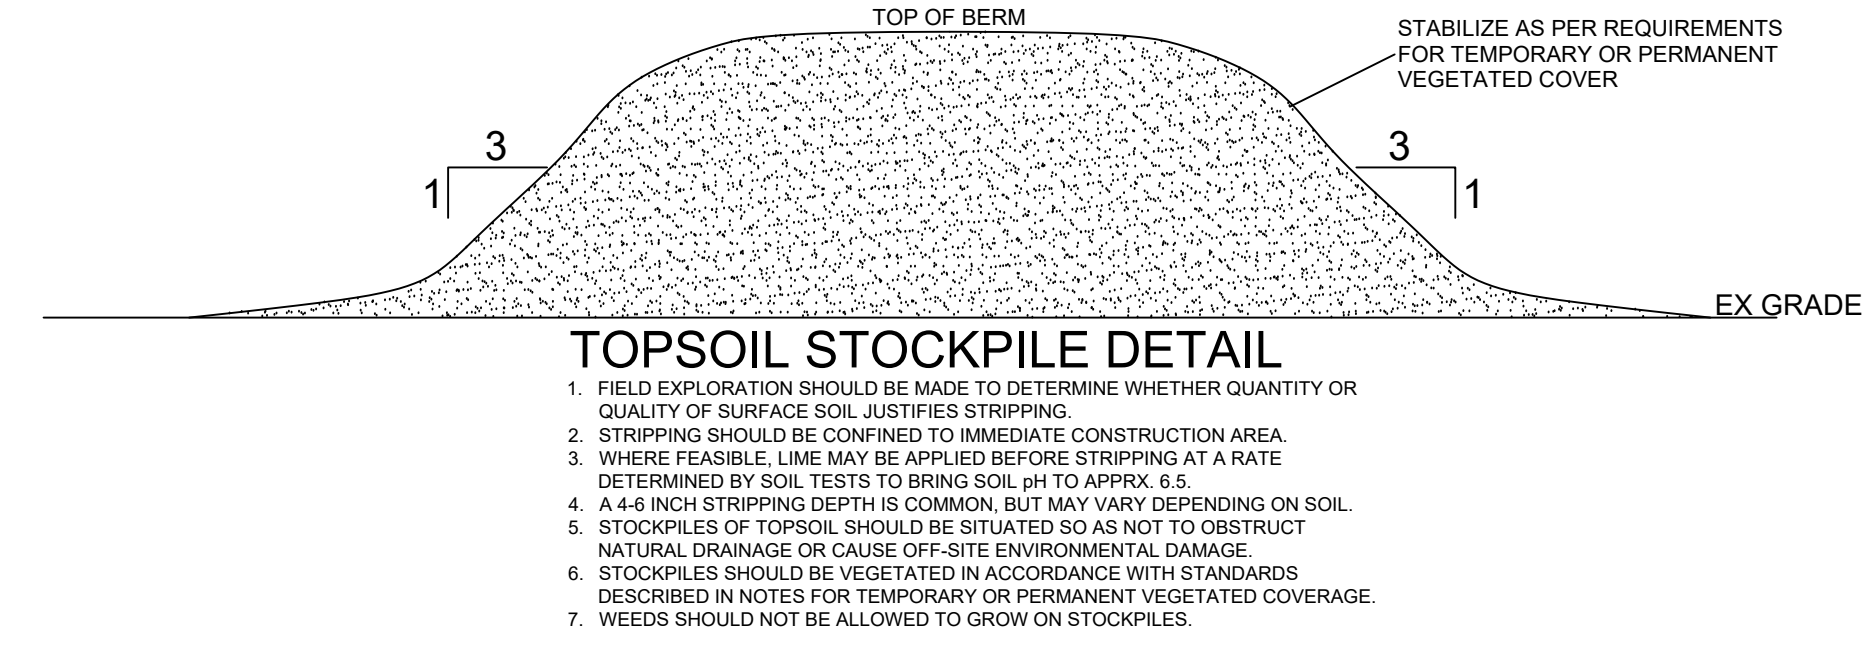 TOP OF BERM
STABILIZE AS PER REQUIREMENTS
FOR TEMPORARY OR PERMANENT
VEGETATED COVER
3
1
3
1
EX GRADE
TOPSOIL STOCKPILE DETAIL
1. FIELD EXPLORATION SHOULD BE MADE TO DETERMINE WHETHER QUANTITY OR
QUALITY OF SURFACE SOIL JUSTIFIES STRIPPING.
2. STRIPPING SHOULD BE CONFINED TO IMMEDIATE CONSTRUCTION AREA.
3. WHERE FEASIBLE, LIME MAY BE APPLIED BEFORE STRIPPING AT A RATE
DETERMINED BY SOIL TESTS TO BRING SOIL pH TO APPRX. 6.5.
4. A 4-6 INCH STRIPPING DEPTH IS COMMON, BUT MAY VARY DEPENDING ON SOIL.
5. STOCKPILES OF TOPSOIL SHOULD BE SITUATED SO AS NOT TO OBSTRUCT
NATURAL DRAINAGE OR CAUSE OFF-SITE ENVIRONMENTAL DAMAGE.
6. STOCKPILES SHOULD BE VEGETATED IN ACCORDANCE WITH STANDARDS
DESCRIBED IN NOTES FOR TEMPORARY OR PERMANENT VEGETATED COVERAGE.
7. WEEDS SHOULD NOT BE ALLOWED TO GROW ON STOCKPILES.